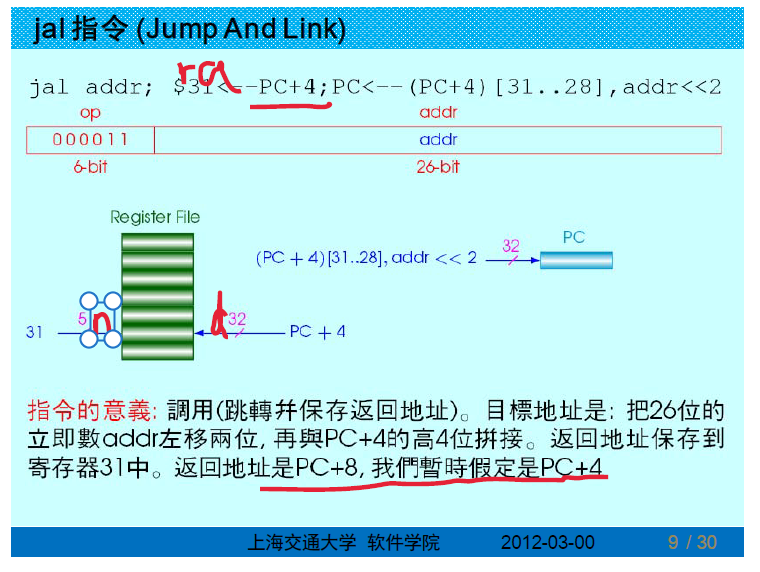 jal 指令 (Jump And Link)
ra
jal addr; $31<--PC+4;PC<--(PC+4)[31..28],addr<<2
op addr
000011 addr
6-bit 26-bit
Register File
(PC + 4)[31..28], addr << 2 32 PC
31 5 n d 32 PC + 4
指令的意義: 調用(跳轉幷保存返回地址)。目標地址是: 把26位的
立即數addr左移兩位, 再與PC+4的高4位拼接。返回地址保存到
寄存器31中。返回地址是PC+8, 我們暫時假定是PC+4
上海交通大学 软件学院 2012-03-00 9 / 30